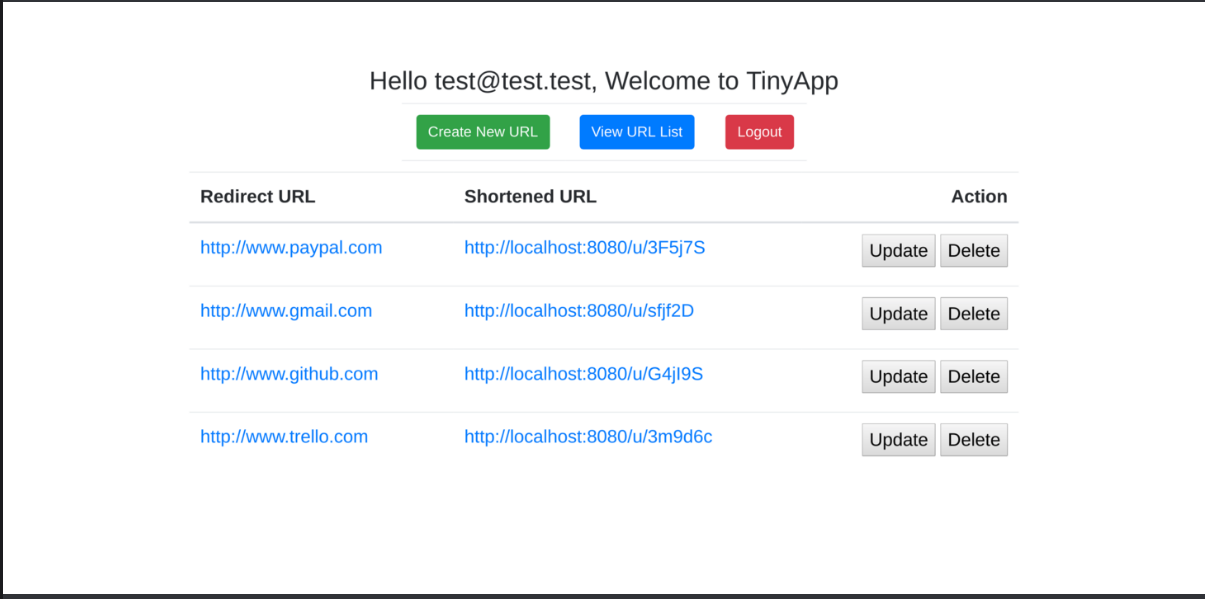 Hello test@test.test, Welcome to TinyApp
Create New URL View URL List Logout
Redirect URL Shortened URL Action
http://www.paypal.com http://localhost:8080/u/3F5j7S Update Delete
http://www.gmail.com http://localhost:8080/u/sfjf2D Update Delete
http://www.github.com http://localhost:8080/u/G4jI9S Update Delete
http://www.trello.com http://localhost:8080/u/3m9d6c Update Delete